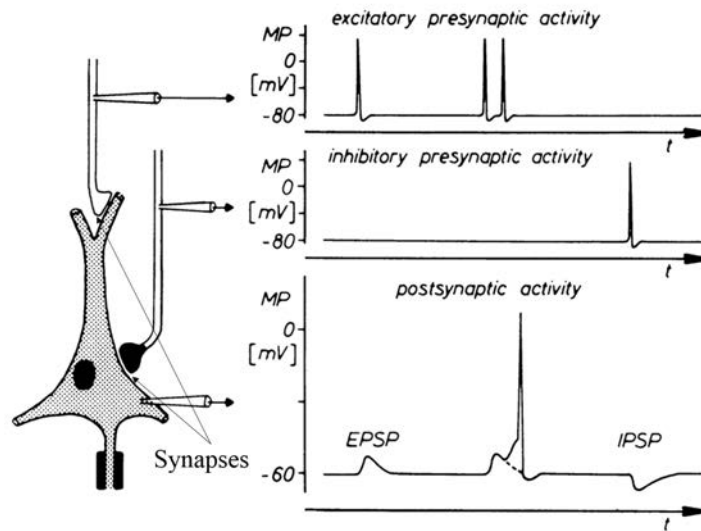 excitatory presynaptic activity
MP
0
[mV]
-80
t
inhibitory presynaptic activity
MP
0
[mV]
-80
t
postsynaptic activity
MP
0
[mV]
EPSP
IPSP
-60
t
Synapses